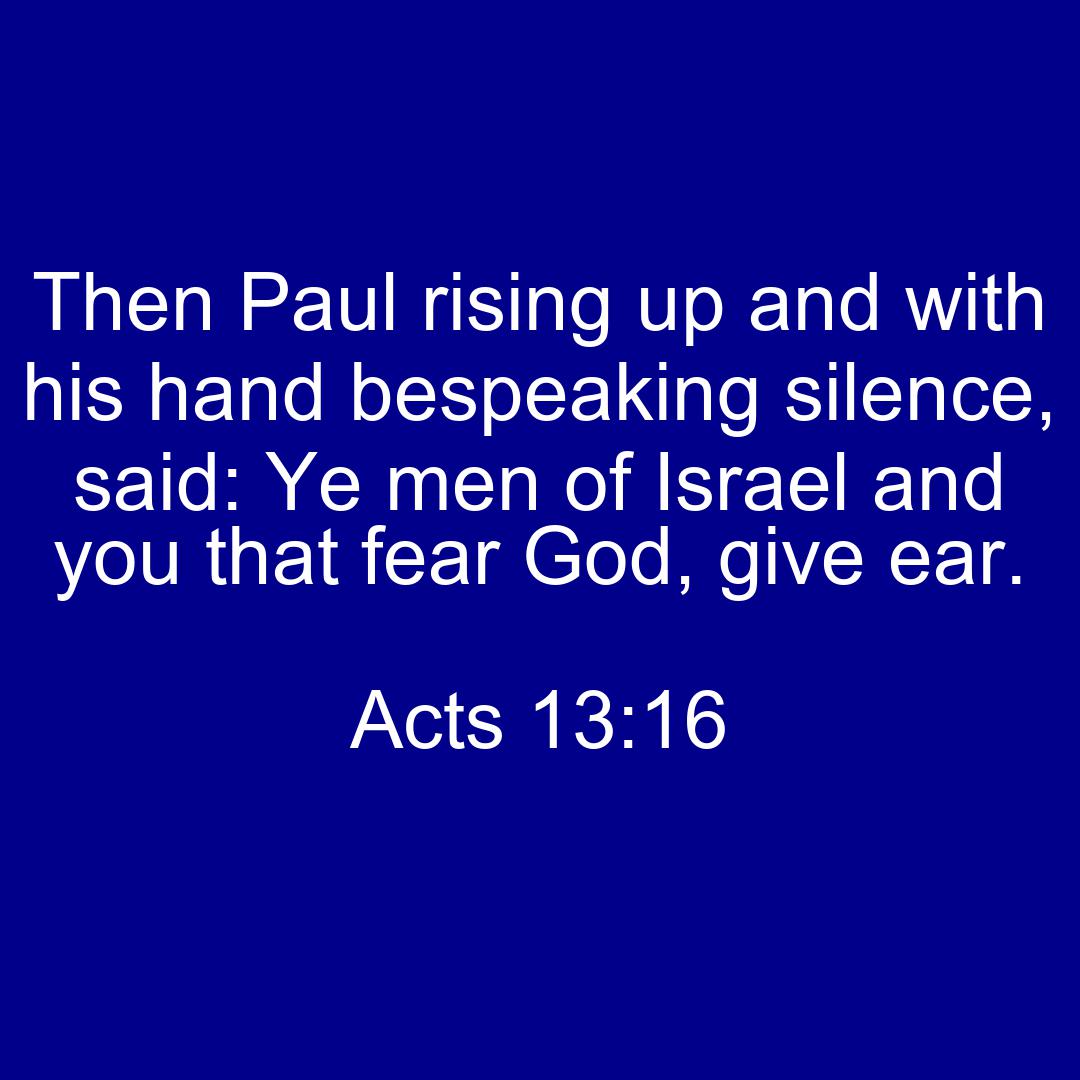 Then Paul rising up and with
his hand bespeaking silence,
said: Ye men of Israel and
you that fear God, give ear.
Acts 13:16